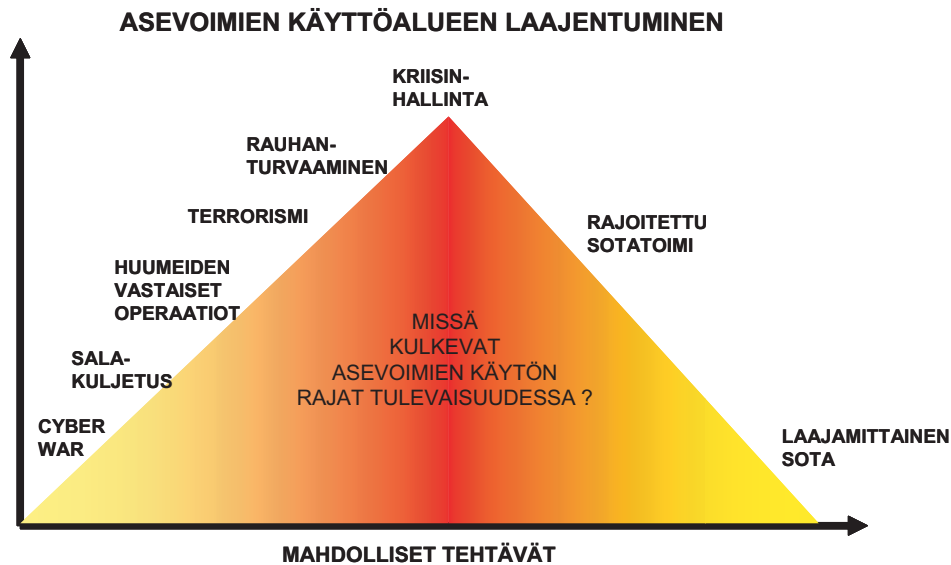 ASEVOIMIEN KÄYTTÖALUEEN LAAJENTUMINEN
KRIISIN-
HALLINTA
RAUHAN-
TURVAAMINEN
TERRORISMI
RAJOITETTU
SOTATOIMI
HUUMEIDEN
VASTAISET
OPERAATIOT
MISSÄ
KULKEVAT
ASEVOIMIEN KÄYTÖN
RAJAT TULEVAISUUDESSA ?
SALA-
KULJETUS
CYBER
WAR
LAAJAMITTAINEN
SOTA
MAHDOLLISET TEHTÄVÄT